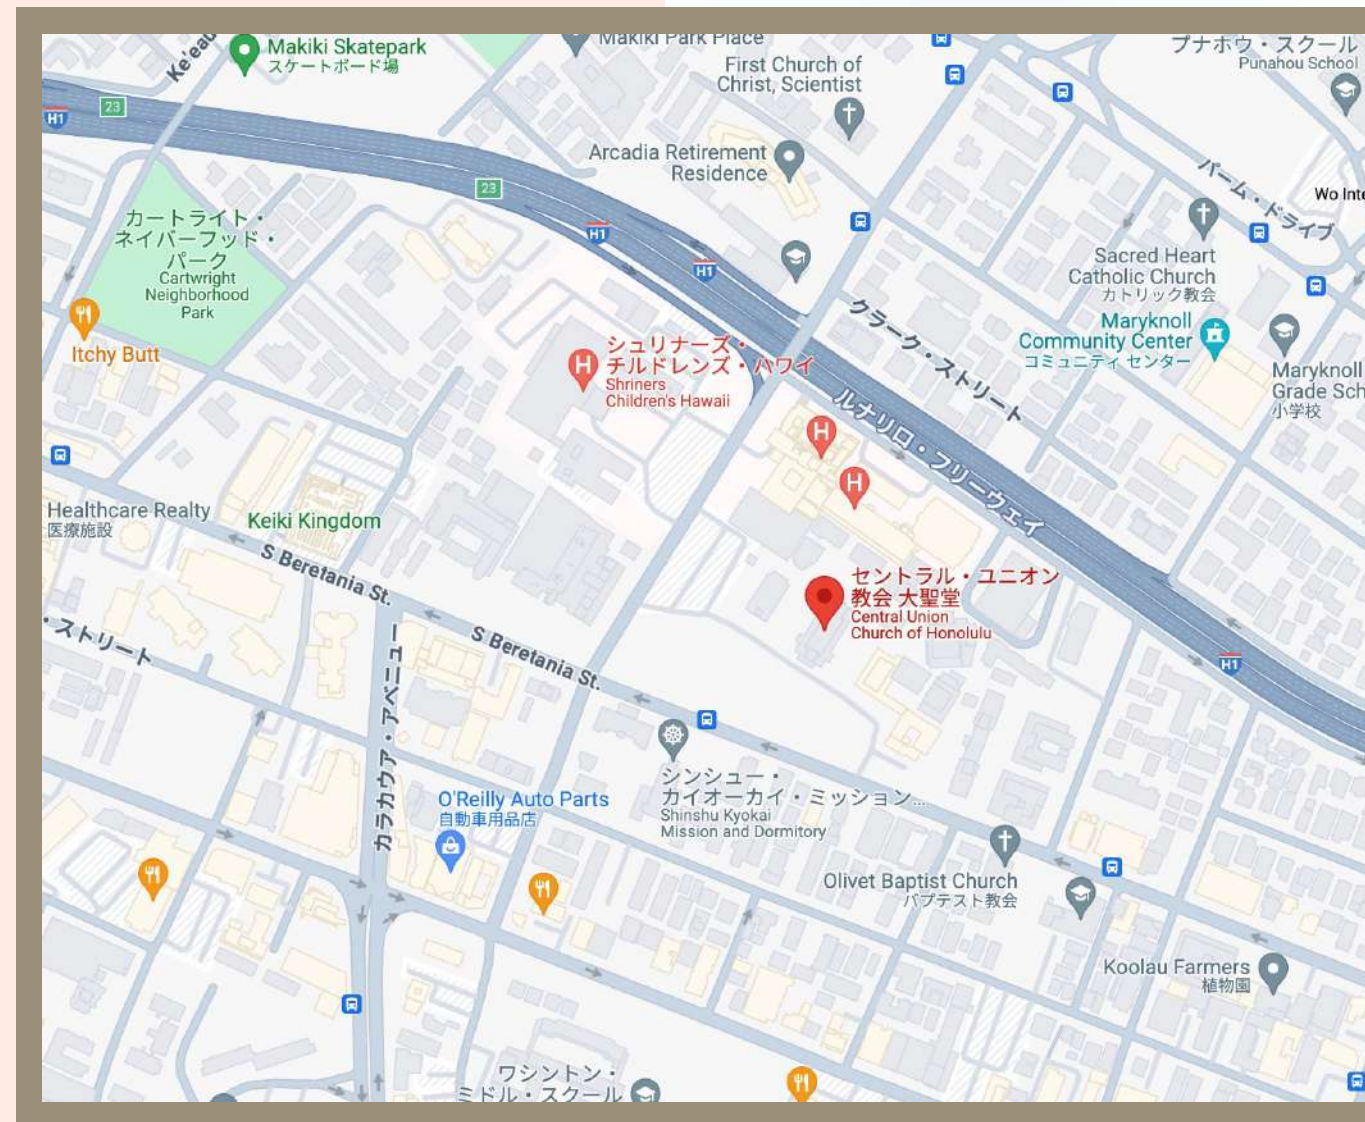 Ke'eau
Makiki Skatepark
スケートボード場
Makiki Park Place
First Church of
Christ, Scientist
プナホウ・スクール
Punahou School
H1
23
Arcadia Retirement
Residence
23
H1
H1
パーム・ドライブ
Wo Inte
カートライト・
ネイバーフッド・
パーク
Cartwright
Neighborhood
Park
Sacred Heart
Catholic Church
カトリック教会
Maryknoll
Community Center
コミュニティ センター
クラーク・ストリート
Itchy Butt
シュリナーズ・
チルドレンズ・ハワイ
Shriners
Children's Hawaii
H
Maryknoll
Grade Sch
小学校
ルナリロ・フリーウェイ
H
H
Healthcare Realty
医療施設
Keiki Kingdom
S Beretania St.
セントラル・ユニオン
教会 大聖堂
Central Union
Church of Honolulu
・ストリート
S Beretania St.
H1
カラカウア・アベニュー
シンシュー・
カイオーカイ・ミッション...
Shinshu Kyokai
Mission and Dormitory
O'Reilly Auto Parts
自動車用品店
Olivet Baptist Church
バプテスト教会
Koolau Farmers
植物園
ワシントン・
ミドル・スクール